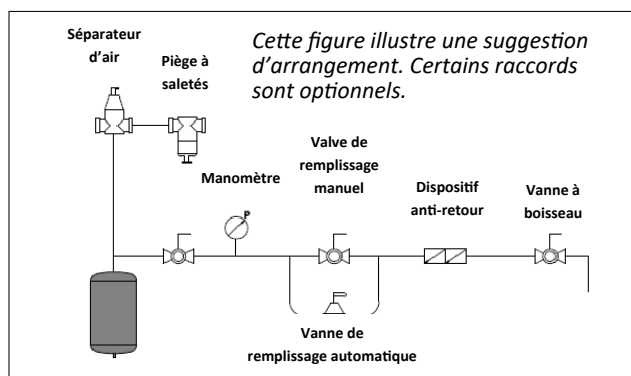 Séparateur
d'air
Piège à
saletés
Cette figure illustre une suggestion
d'arrangement. Certains raccords
sont optionnels.
Manomètre
Valve de
remplissage
manuel
Dispositif
anti-retour
Vanne à
boisseau
P
Vanne de
remplissage automatique